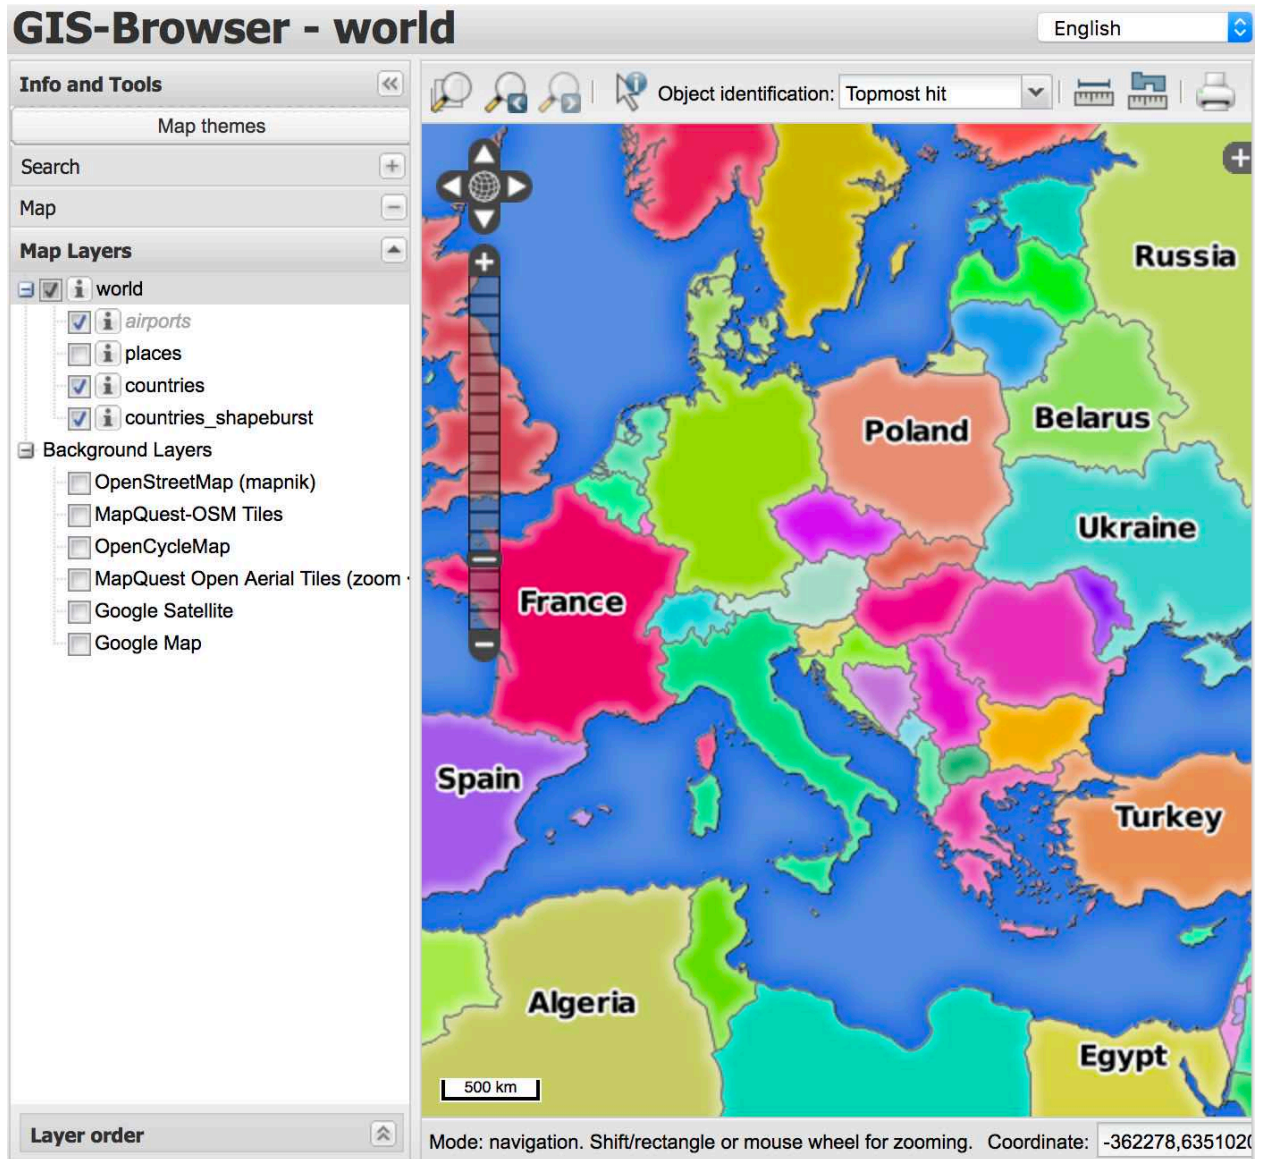 GIS-Browser - world
English
Info and Tools
Map themes
Search
Map
Map Layers
world
airports
places
countries
countries_shapeburst
Background Layers
OpenStreetMap (mapnik)
MapQuest-OSM Tiles
OpenCycleMap
MapQuest Open Aerial Tiles (zoom
Google Satellite
Google Map
Layer order
Object identification: Topmost hit
Russia
Poland
Belarus
Ukraine
France
Spain
Turkey
Algeria
Egypt
500 km
Mode: navigation. Shift/rectangle or mouse wheel for zooming. Coordinate: -362278,6351020